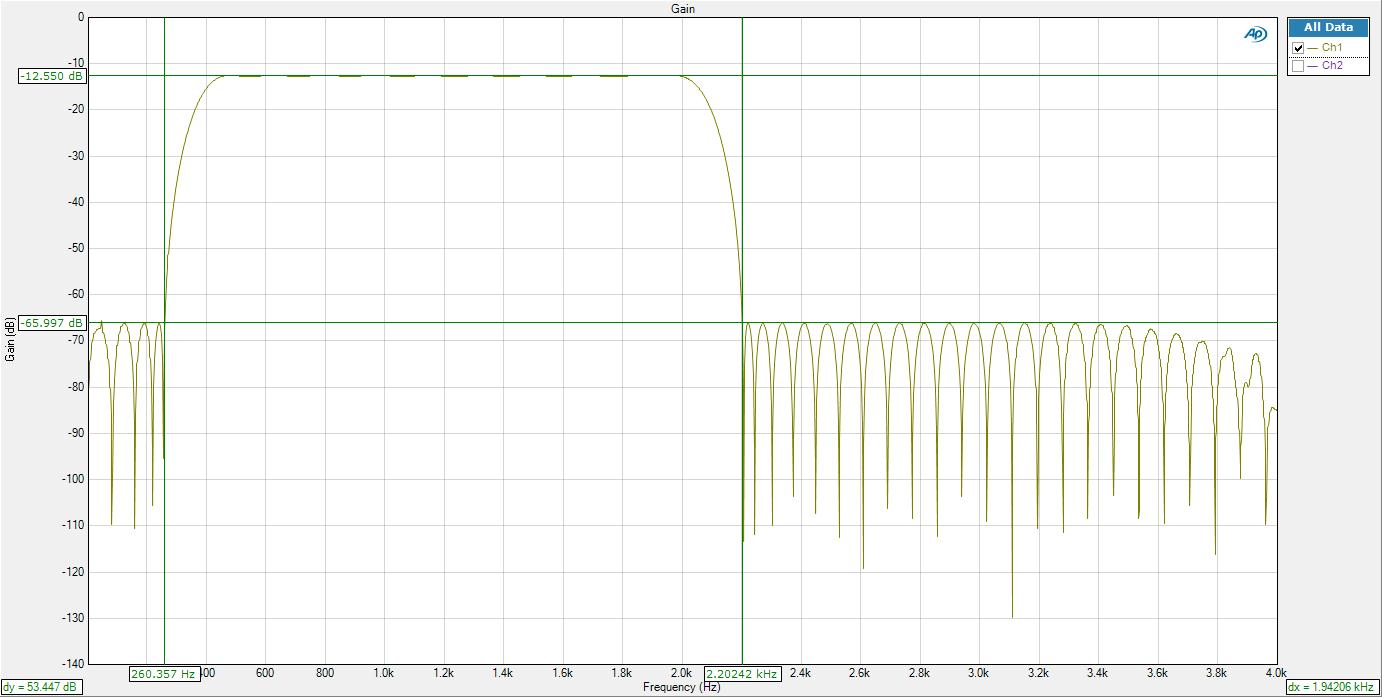 Gain
0
-10
-12.550 dB
-20
-30
-40
-50
-60
-65.997 dB
-70
-80
-90
-100
-110
-120
-130
-140
Gain (dB)
260.357 Hz
400 600 800 1.0k 1.2k 1.4k 1.6k 1.8k 2.0k 2.20242 kHz 2.4k 2.6k 2.8k 3.0k 3.2k 3.4k 3.6k 3.8k 4.0k
Frequency (Hz)
dy = 53.447 dB
dx = 1.94206 kHz
AP
All Data
Ch1
Ch2